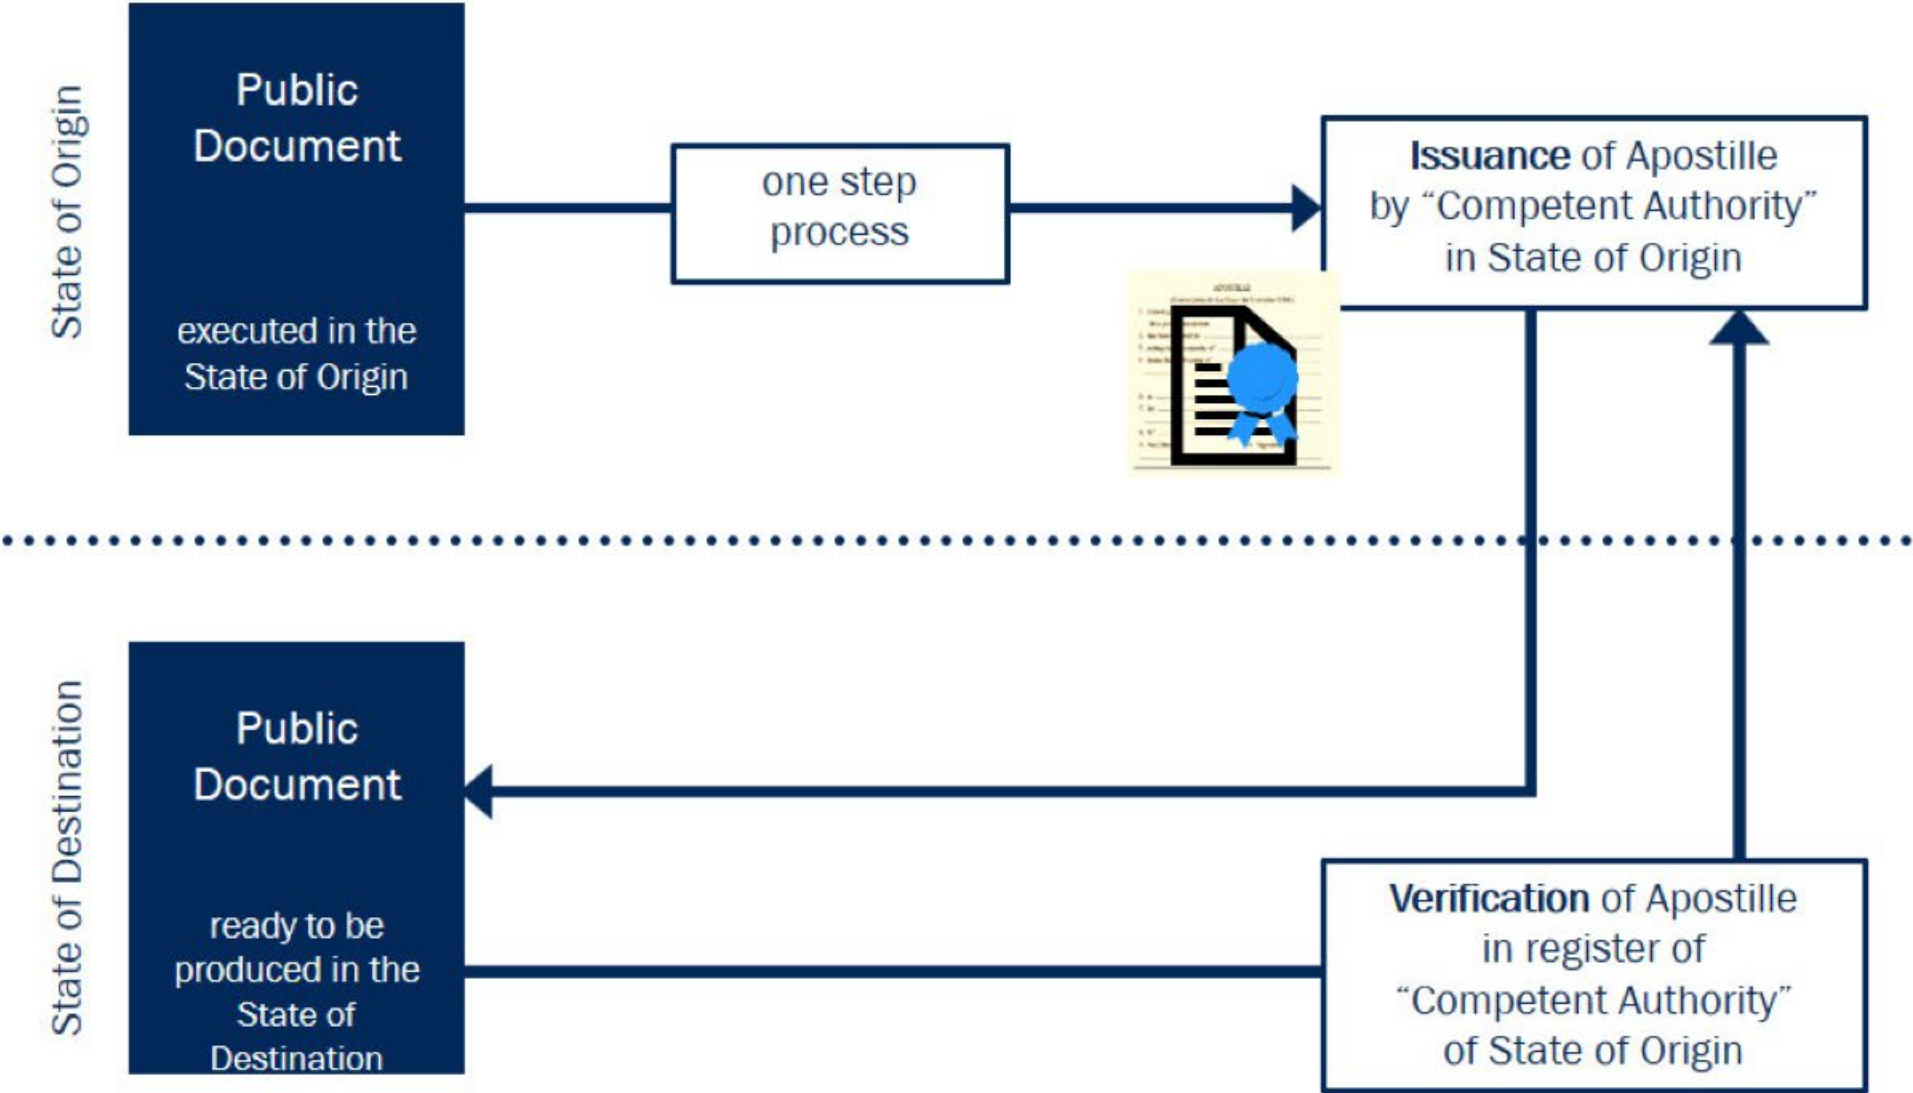 State of Origin
Public
Document
executed in the
State of Origin
one step
process
Issuance of Apostille
by “Competent Authority”
in State of Origin
APOSTILLE
State of Destination
Public
Document
ready to be
produced in the
State of
Destination
Verification of Apostille
in register of
“Competent Authority”
of State of Origin